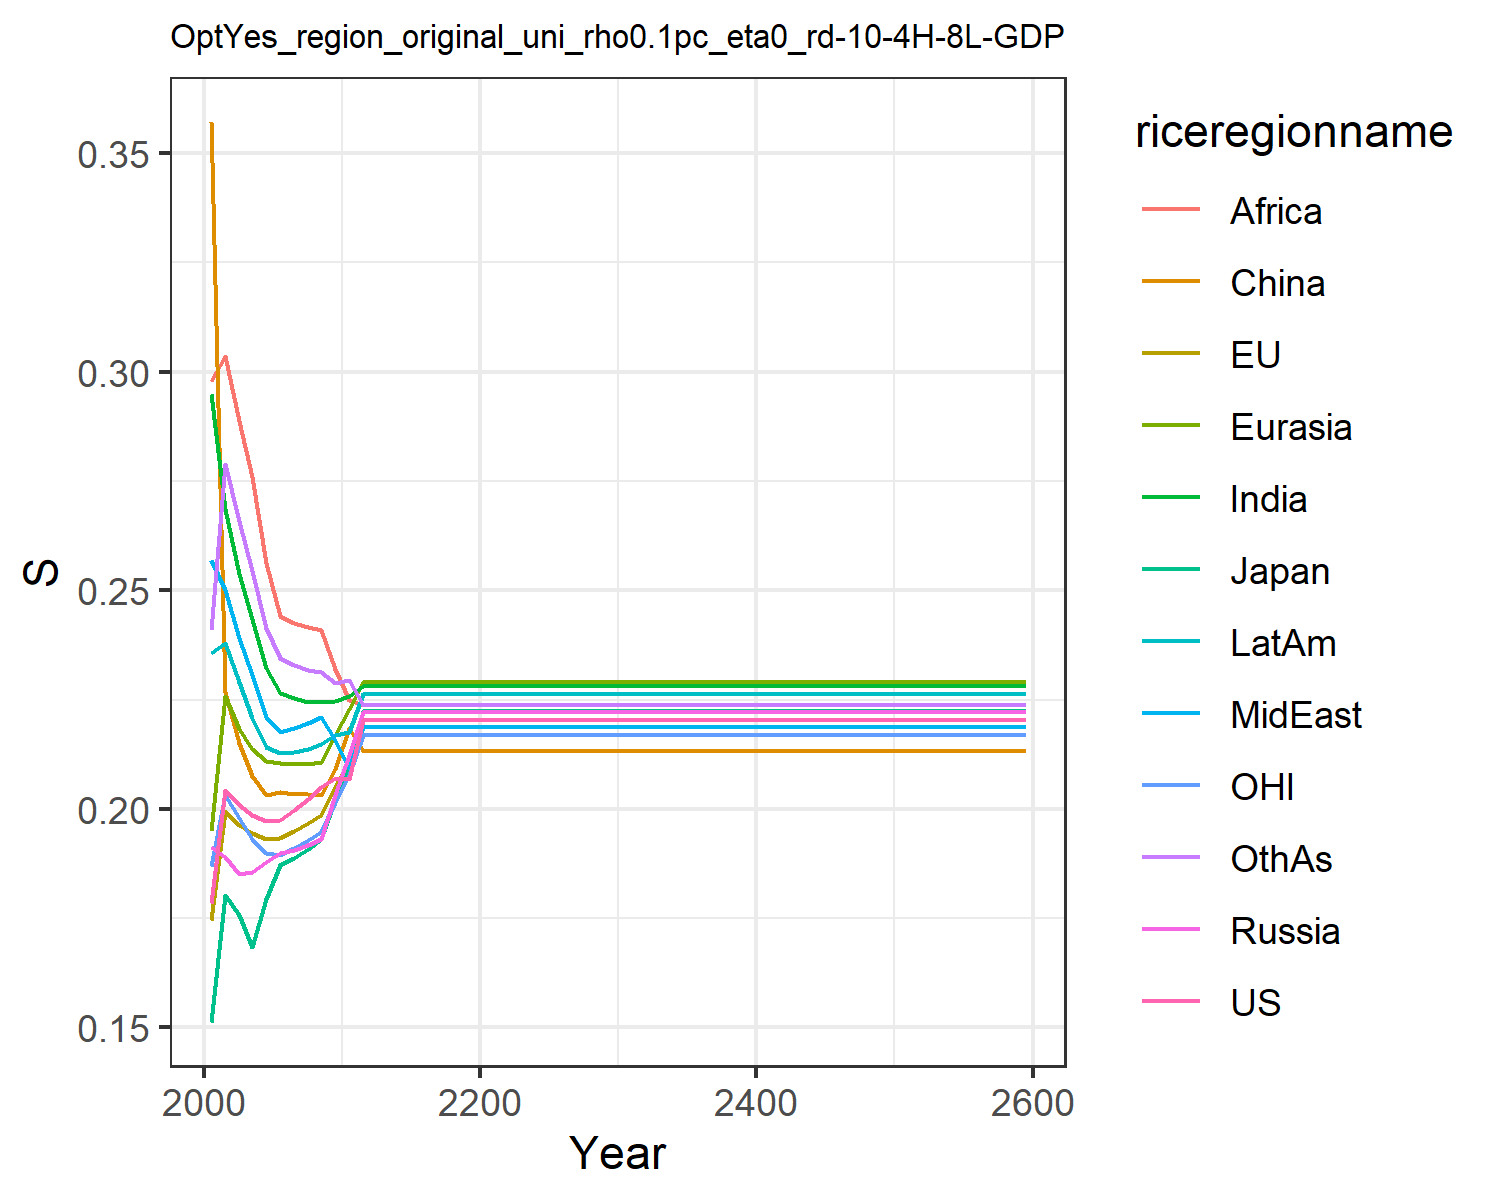 OptYes_region_original_uni_rho0.1pc_eta0_rd-10-4H-8L-GDP
S
0.35
0.30
0.25
0.20
0.15
2000 2200 2400 2600
Year
riceregionname
Africa
China
EU
Eurasia
India
Japan
LatAm
MidEast
OHI
OthAs
Russia
US